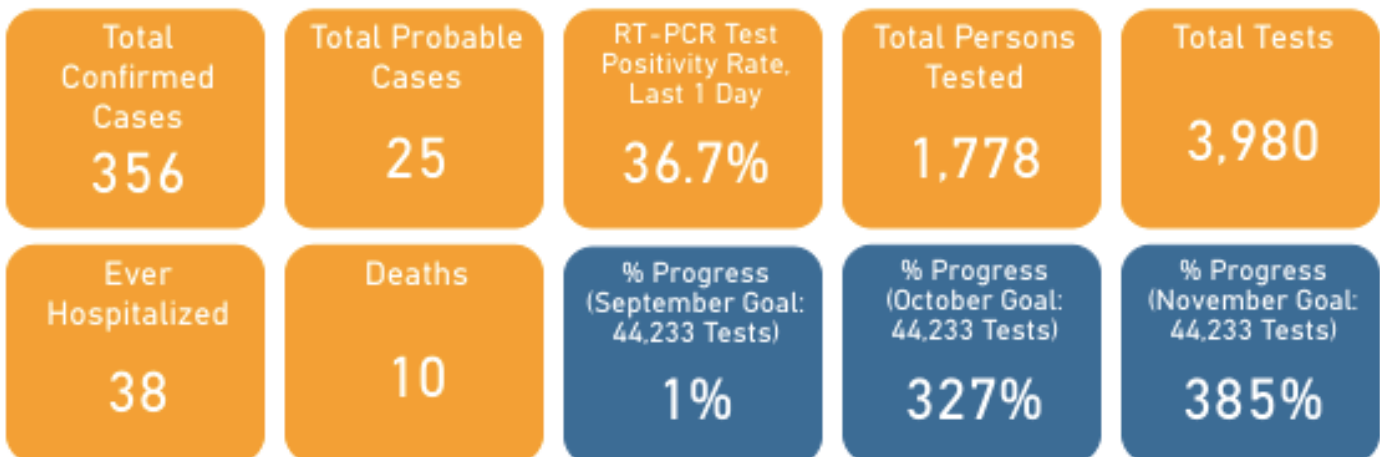 Total
Confirmed
Cases
356
Total Probable
Cases
25
RT-PCR Test
Positivity Rate,
Last 1 Day
36.7%
Total Persons
Tested
1,778
Total Tests
3,980
Ever
Hospitalized
38
Deaths
10
% Progress
(September Goal:
44,233 Tests)
1%
% Progress
(October Goal:
44,233 Tests)
327%
% Progress
(November Goal:
44,233 Tests)
385%